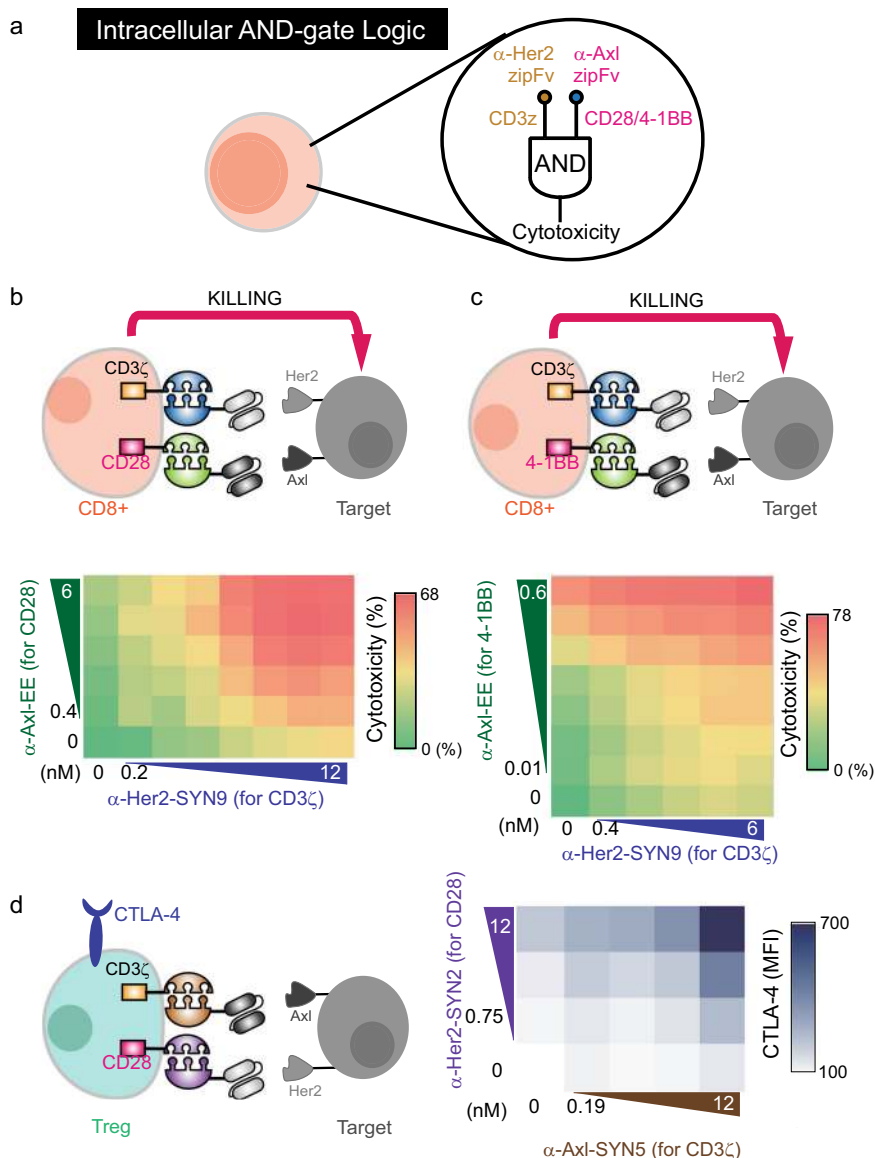 a
Intracellular AND-gate Logic
α-Her2
zipFv
α-Axl
zipFv
CD3z
CD28/4-1BB
AND
Cytotoxicity
b
KILLING
CD3ζ
CD28
CD8+
Her2
Axl
Target
α-Axl-EE (for CD28)
6
0.4
0
(nM)
0
0.2
12
α-Her2-SYN9 (for CD3ζ)
Cytotoxicity (%)
68
0 (%)
c
KILLING
CD3ζ
4-1BB
CD8+
Her2
Axl
Target
α-Axl-EE (for 4-1BB)
0.6
0.01
0
(nM)
0
0.4
6
α-Her2-SYN9 (for CD3ζ)
Cytotoxicity (%)
78
0 (%)
d
CTLA-4
CD3ζ
CD28
Treg
Axl
Her2
Target
α-Her2-SYN2 (for CD28)
12
0.75
0
(nM)
0
0.19
12
α-Axl-SYN5 (for CD3ζ)
CTLA-4 (MFI)
700
100